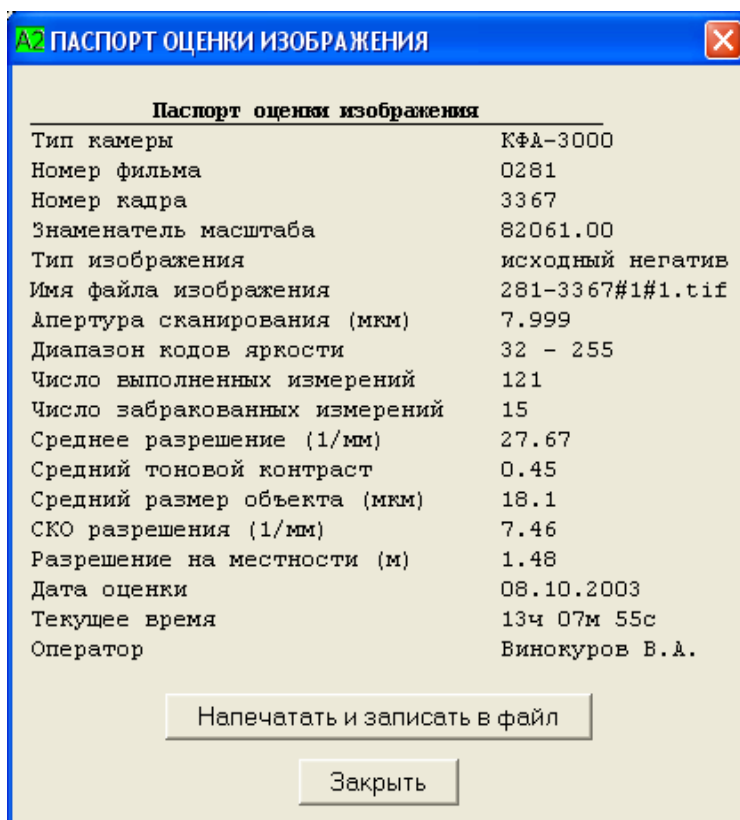 A2 ПАСПОРТ ОЦЕНКИ ИЗОБРАЖЕНИЯ
Паспорт оценки изображения
Тип камеры КФА-3000
Номер фильма 0281
Номер кадра 3367
Знаменатель масштаба 82061.00
Тип изображения исходный негатив
Имя файла изображения 281-3367#1#1.tif
Апертура сканирования (мкм) 7.999
Диапазон кодов яркости 32 - 255
Число выполненных измерений 121
Число забракованных измерений 15
Среднее разрешение (1/мм) 27.67
Средний тоновой контраст 0.45
Средний размер объекта (мкм) 18.1
СКО разрешения (1/мм) 7.46
Разрешение на местности (м) 1.48
Дата оценки 08.10.2003
Текущее время 13ч 07м 55с
Оператор Винокуров В.А.
Напечатать и записать в файл
Закрыть